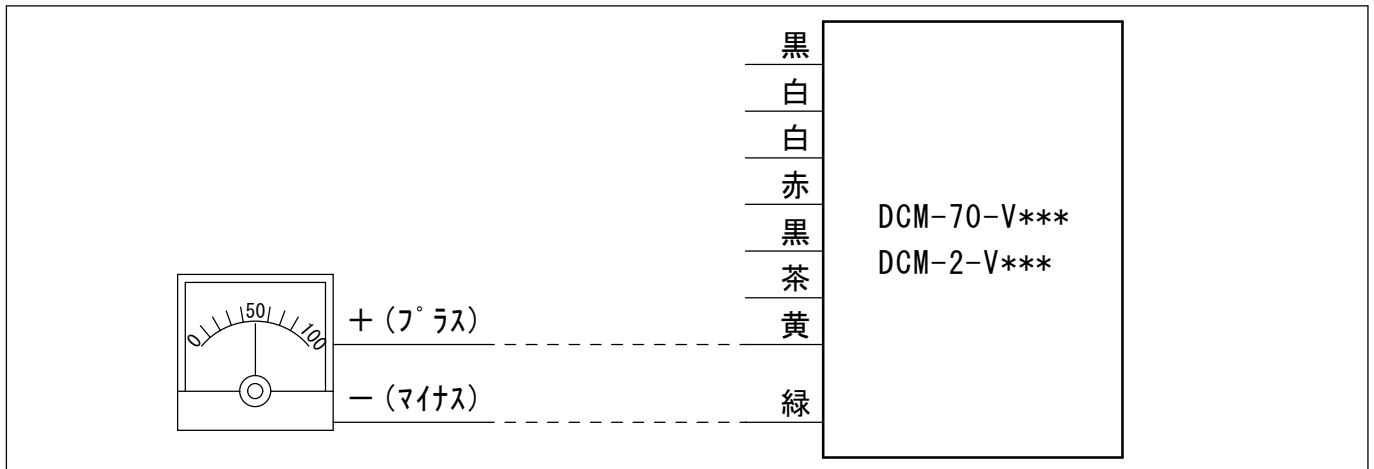 黒
白
白
赤
黒
茶
黄
緑
DCM-70-V***
DCM-2-V***
0 50 100
＋(ﾌﾟﾗｽ)
－(ﾏｲﾅｽ)